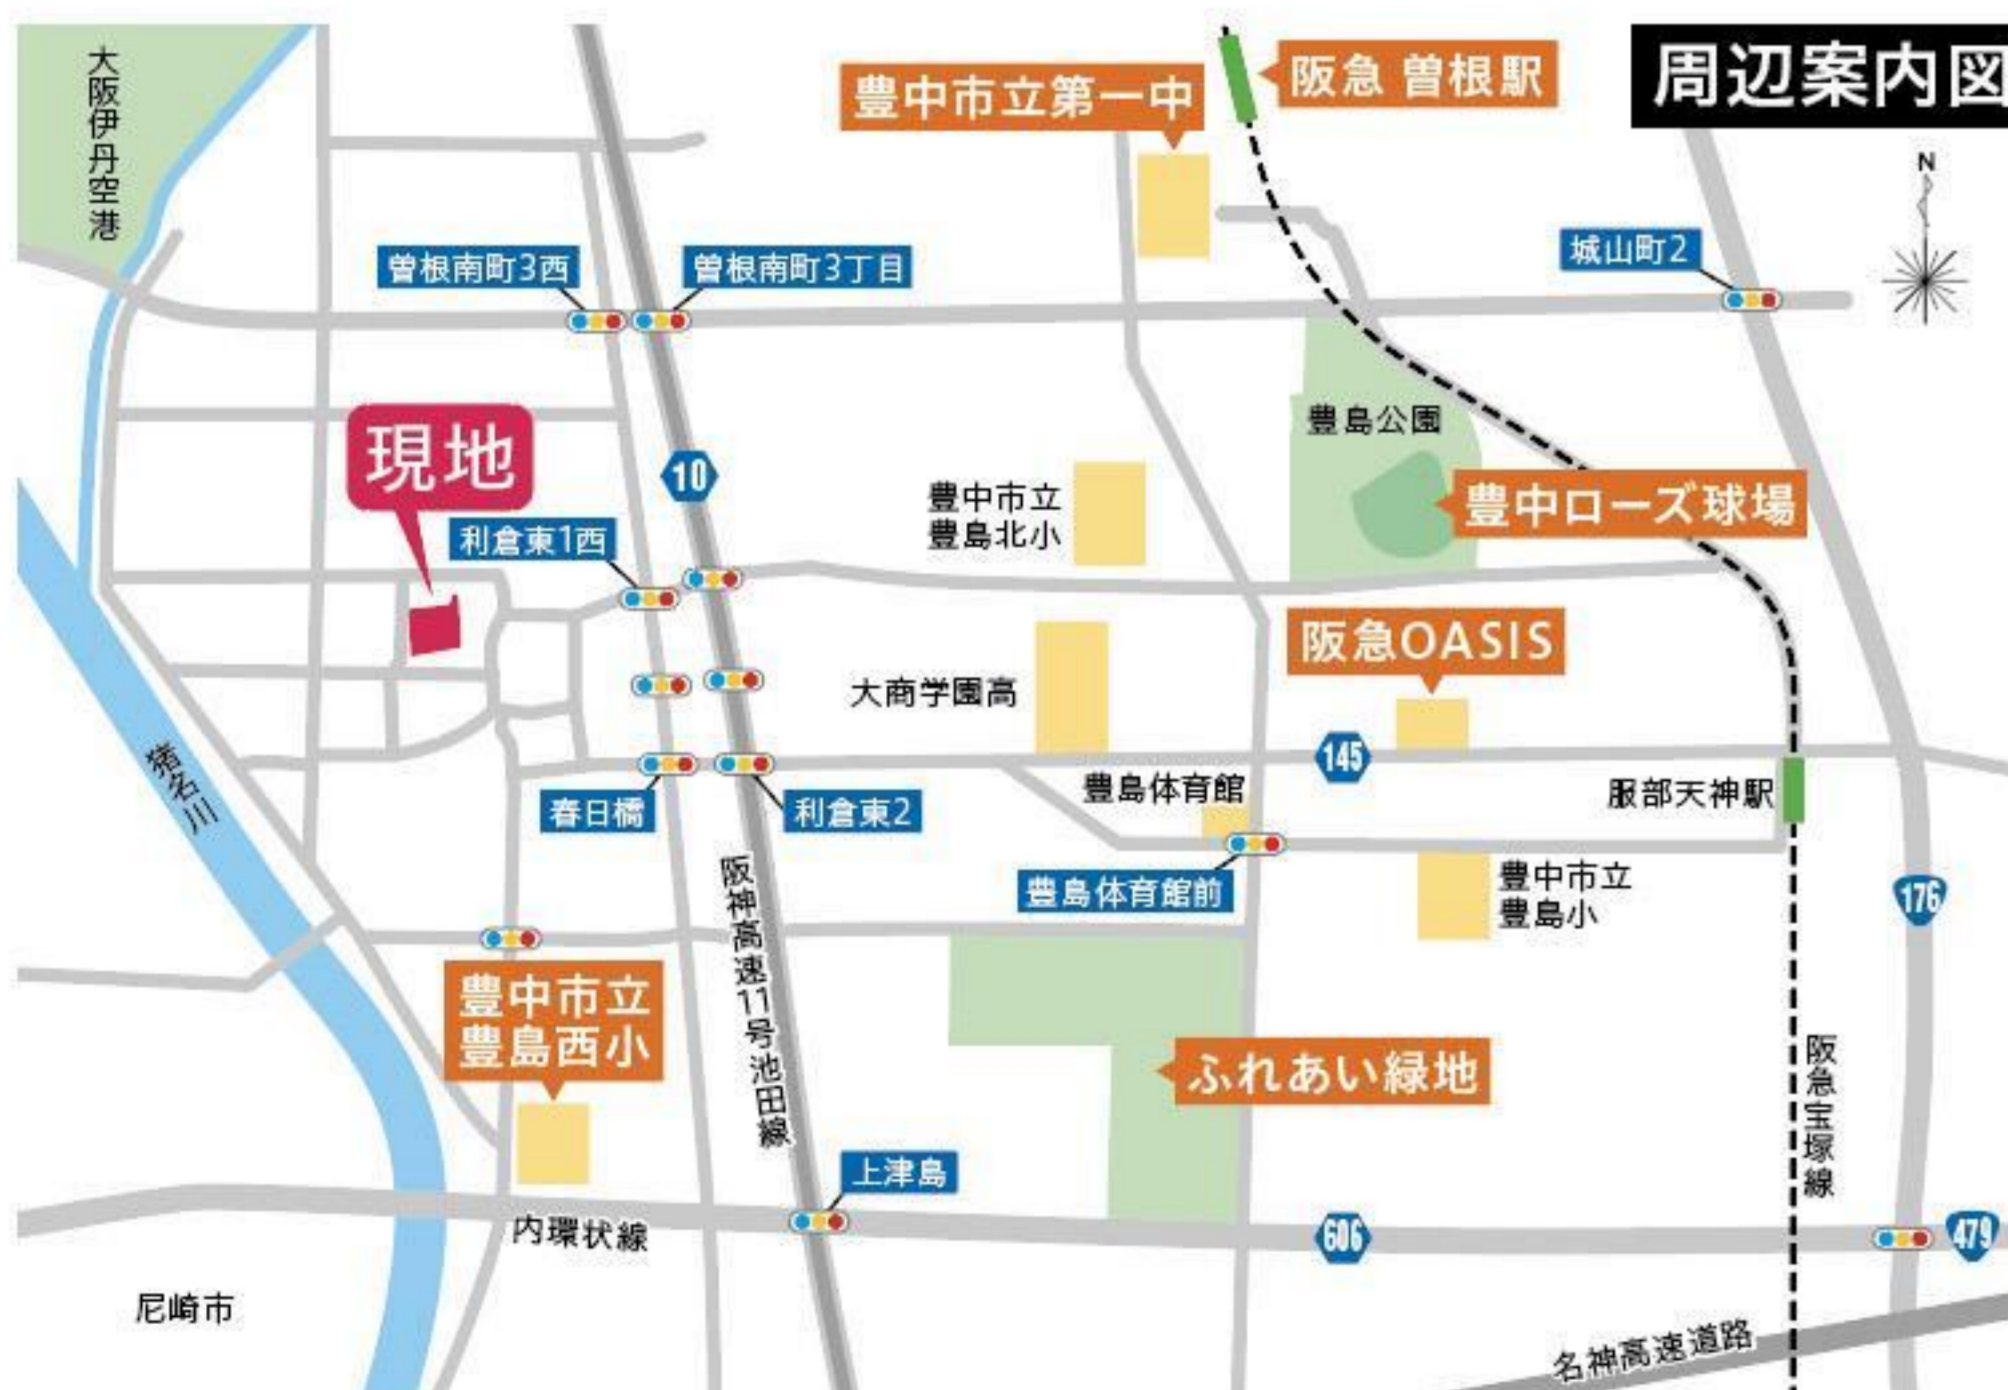 周辺案内図
N
大阪伊丹空港
豊中市立第一中
阪急 曽根駅
曽根南町3西
曽根南町3丁目
城山町2
現地
10
豊島公園
利倉東1西
豊中市立
豊島北小
豊中ローズ球場
大商学園高
阪急OASIS
猪名川
145
春日橋
利倉東2
豊島体育館
服部天神駅
豊島体育館前
豊中市立
豊島小
176
阪神高速11号池田線
豊中市立
豊島西小
ふれあい緑地
阪急宝塚線
上津島
内環状線
606
479
尼崎市
名神高速道路